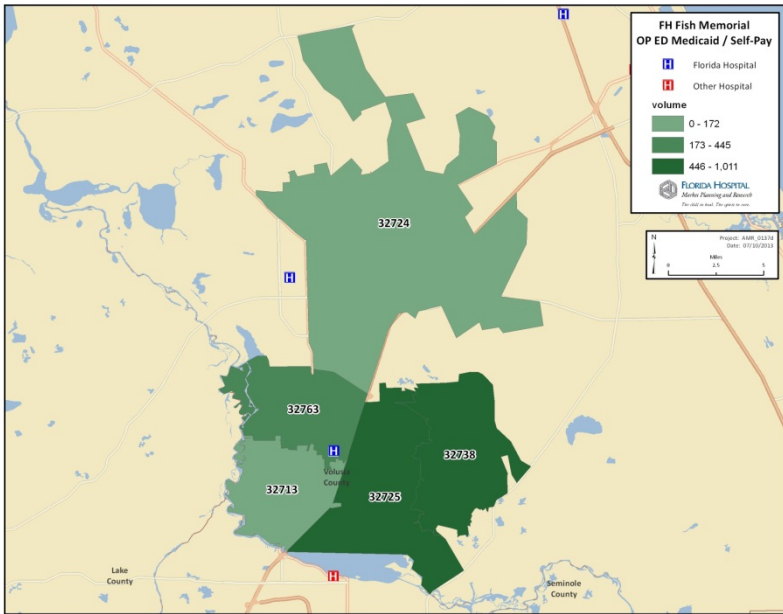 FH Fish Memorial
OP ED Medicaid / Self-Pay
H Florida Hospital
H Other Hospital
volume
0 - 172
173 - 445
446 - 1,011
FLORIDA HOSPITAL
Market Planning and Research
The skill to heal. The spirit to care.
N
Project: AMR_01374
Date: 07/10/2013
Miles
0 2.5 5
H
32724
H
32763
H
32738
Volusia
County
32713
32725
Lake
County
H
Seminole
County